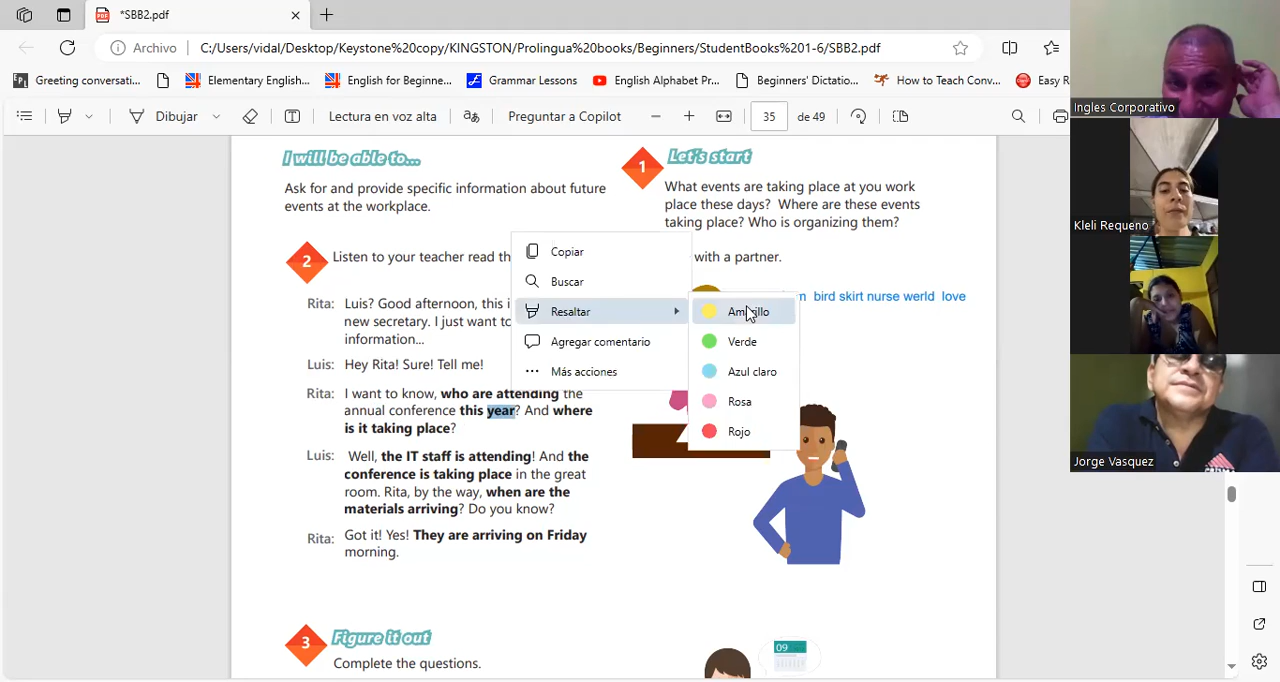 *SBB2.pdf
Archivo
C:/Users/vidal/Desktop/Keystone%20copy/KINGSTON/Prolingua%20books/Beginners/StudentBooks%201-6/SBB2.pdf
Greeting conversati...
Elementary English...
English for Beginne...
Grammar Lessons
English Alphabet Pr...
Beginners' Dictatio...
How to Teach Conv...
Easy R
Dibujar
Lectura en voz alta
aあ
Preguntar a Copilot
35
de 49
I will be able to...
Ask for and provide specific information about future
events at the workplace.
1
Let's start
What events are taking place at you work
place these days? Where are these events
taking place? Who is organizing them?
2
Listen to your teacher read th
with a partner.
bird skirt nurse werld love
Rita: Luis? Good afternoon, this i
new secretary. I just want to
information...
Luis: Hey Rita! Sure! Tell me!
Rita: I want to know, who are attending the
annual conference this year? And where
is it taking place?
Luis: Well, the IT staff is attending! And the
conference is taking place in the great
room. Rita, by the way, when are the
materials arriving? Do you know?
Rita: Got it! Yes! They are arriving on Friday
morning.
Copiar
Buscar
Resaltar
Agregar comentario
Más acciones
Verde
Azul claro
Rosa
Rojo
3
Figure it out
Complete the questions.
09
Ingles Corporativo
Kleli Requeno
Jorge Vasquez